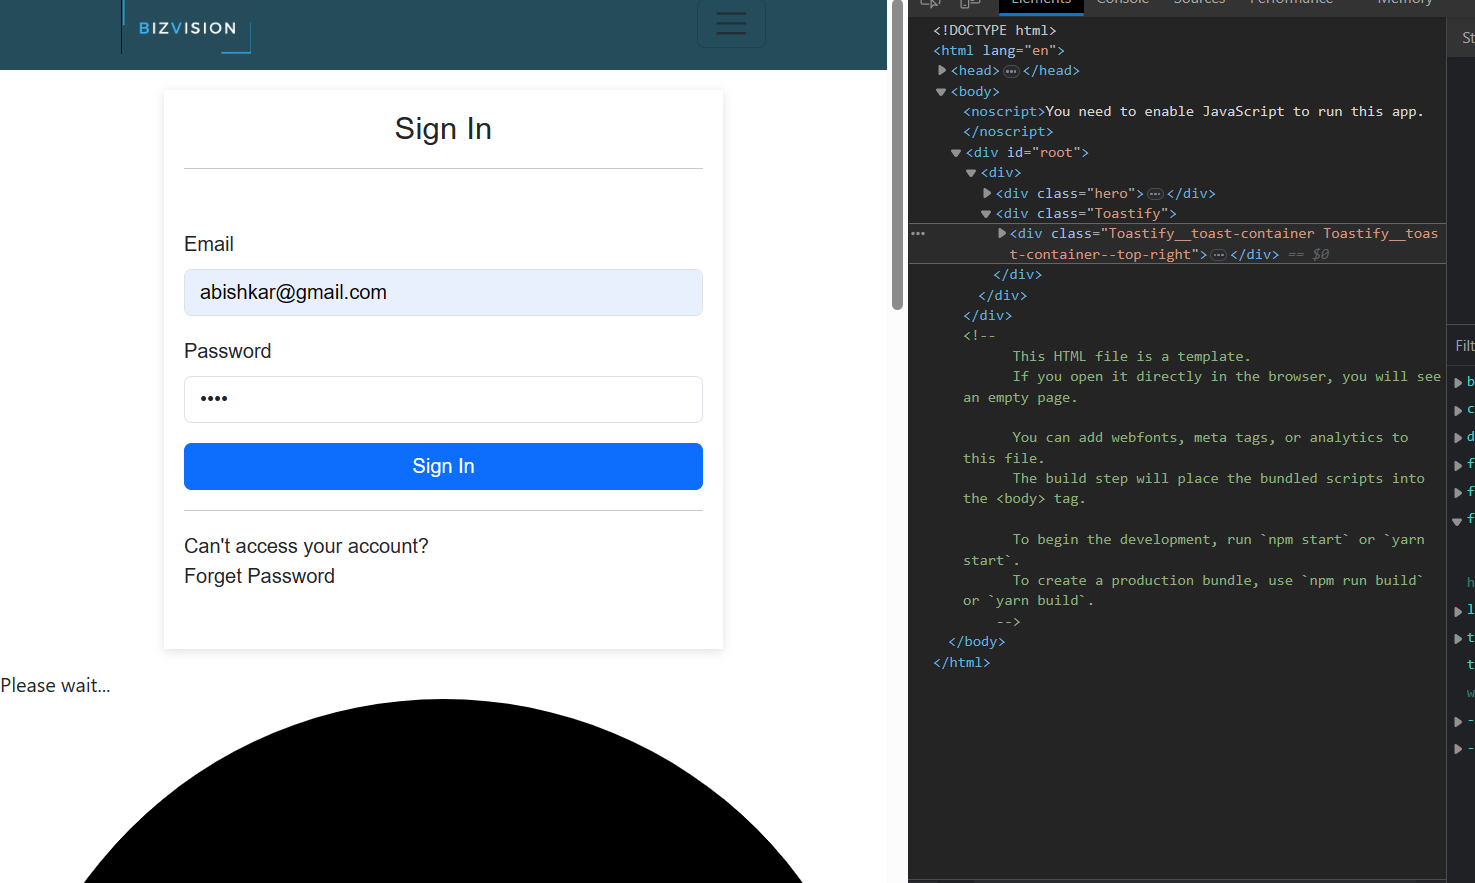 BIZVISION
Sign In
Email
abishkar@gmail.com
Password
Sign In
Can't access your account?
Forget Password
Please wait...
Elements Console Sources Performance Memory
<!DOCTYPE html>
<html lang="en">
<head> ••• </head>
<body>
<noscript>You need to enable JavaScript to run this app.
</noscript>
<div id="root">
<div>
<div class="hero"> ••• </div>
<div class="Toastify">
••• <div class="Toastify__toast-container Toastify__toas
t-container--top-right"> ••• </div> == $0
</div>
</div>
</div>
<!--
This HTML file is a template.
If you open it directly in the browser, you will see
an empty page.
You can add webfonts, meta tags, or analytics to
this file.
The build step will place the bundled scripts into
the <body> tag.
To begin the development, run `npm start` or `yarn
start`.
To create a production bundle, use `npm run build`
or `yarn build`.
-->
</body>
</html>
St
Filt
b
c
d
f
f
f
h
l
t
t
w
-
-